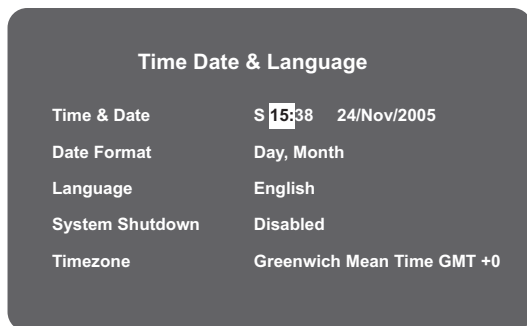 Time Date & Language
Time & Date S 15:38 24/Nov/2005
Date Format Day, Month
Language English
System Shutdown Disabled
Timezone Greenwich Mean Time GMT +0